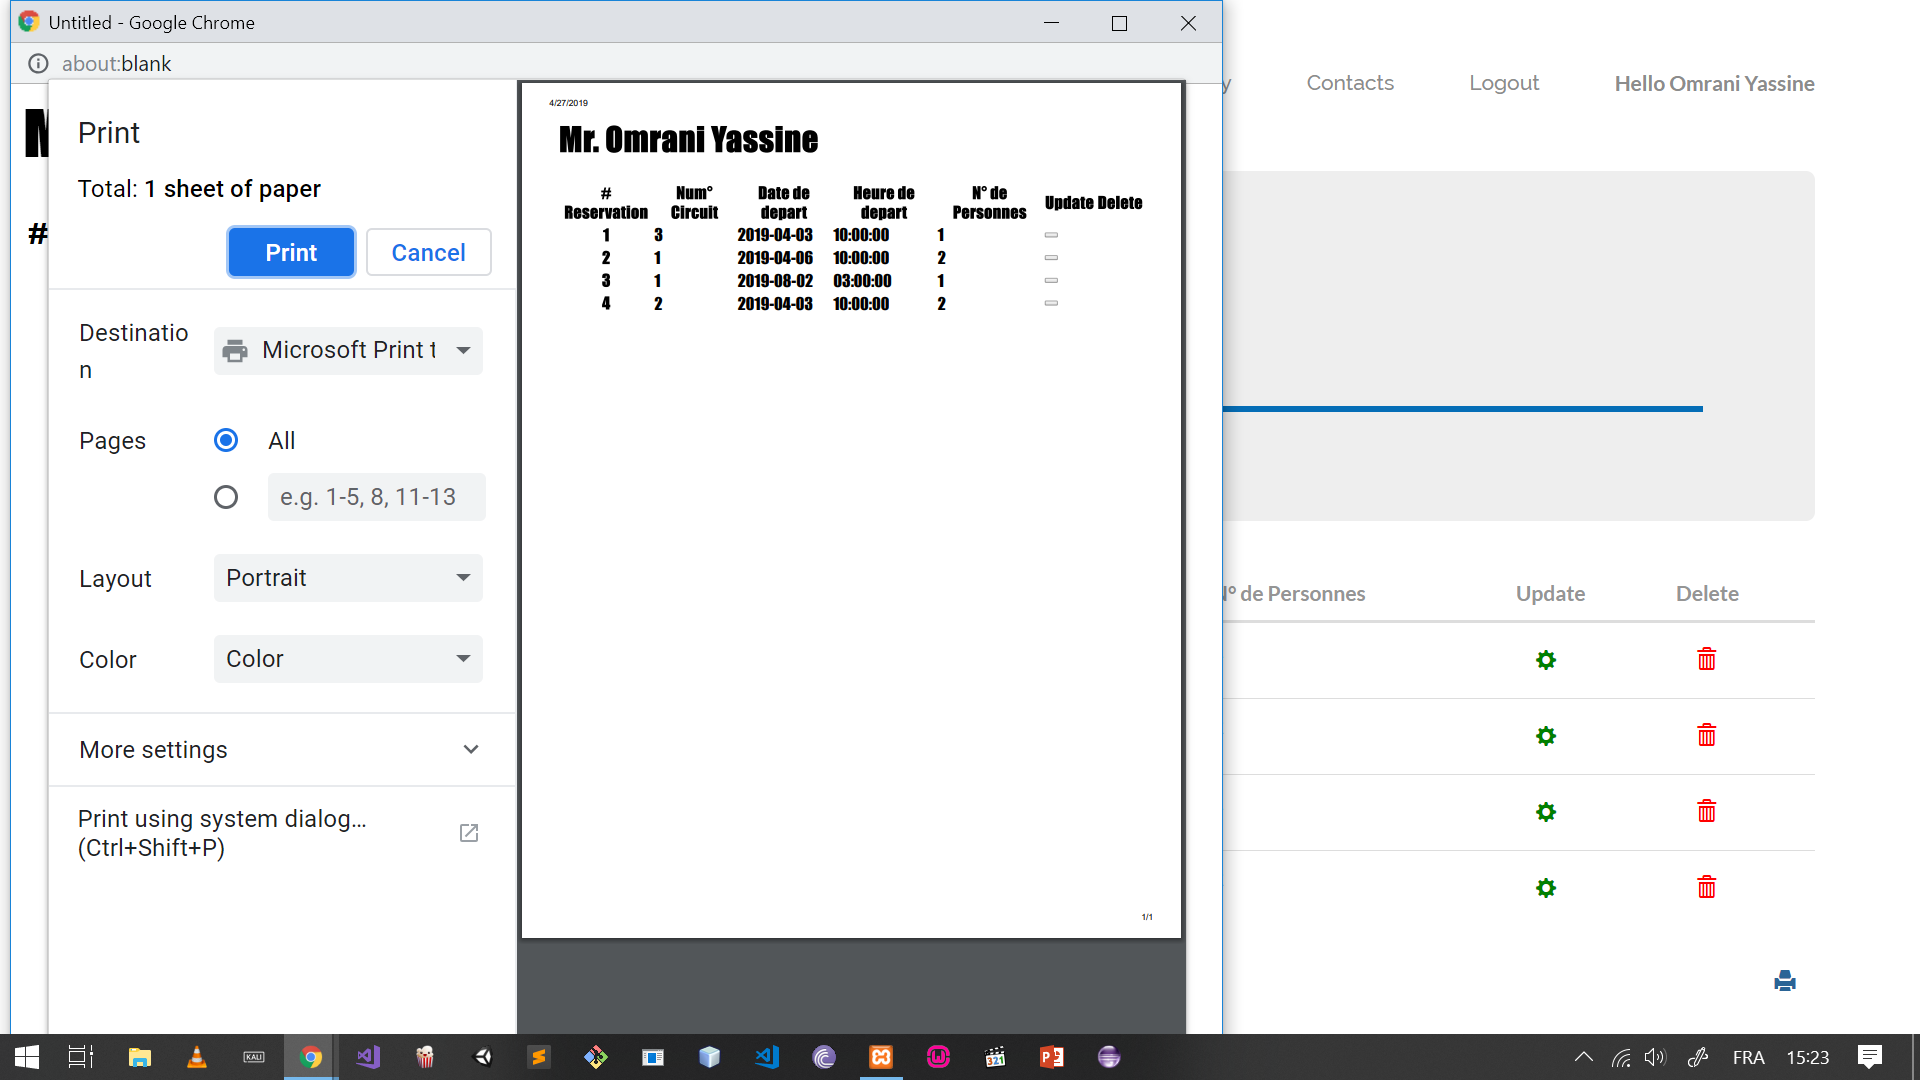 Untitled - Google Chrome
about:blank
Contacts
Logout
Hello Omrani Yassine
#
Print
Total: 1 sheet of paper
Print
Cancel
Destinatio
n
Microsoft Print t
Pages
All
e.g. 1-5, 8, 11-13
Layout
Portrait
Color
Color
More settings
Print using system dialog...
(Ctrl+Shift+P)
4/27/2019
Mr. Omrani Yassine
# Reservation Num° Circuit Date de depart Heure de depart N° de Personnes Update Delete
1 3 2019-04-03 10:00:00 1
2 1 2019-04-06 10:00:00 2
3 1 2019-08-02 03:00:00 1
4 2 2019-04-03 10:00:00 2
1/1
N° de Personnes Update Delete
KALI
321
FRA
15:23